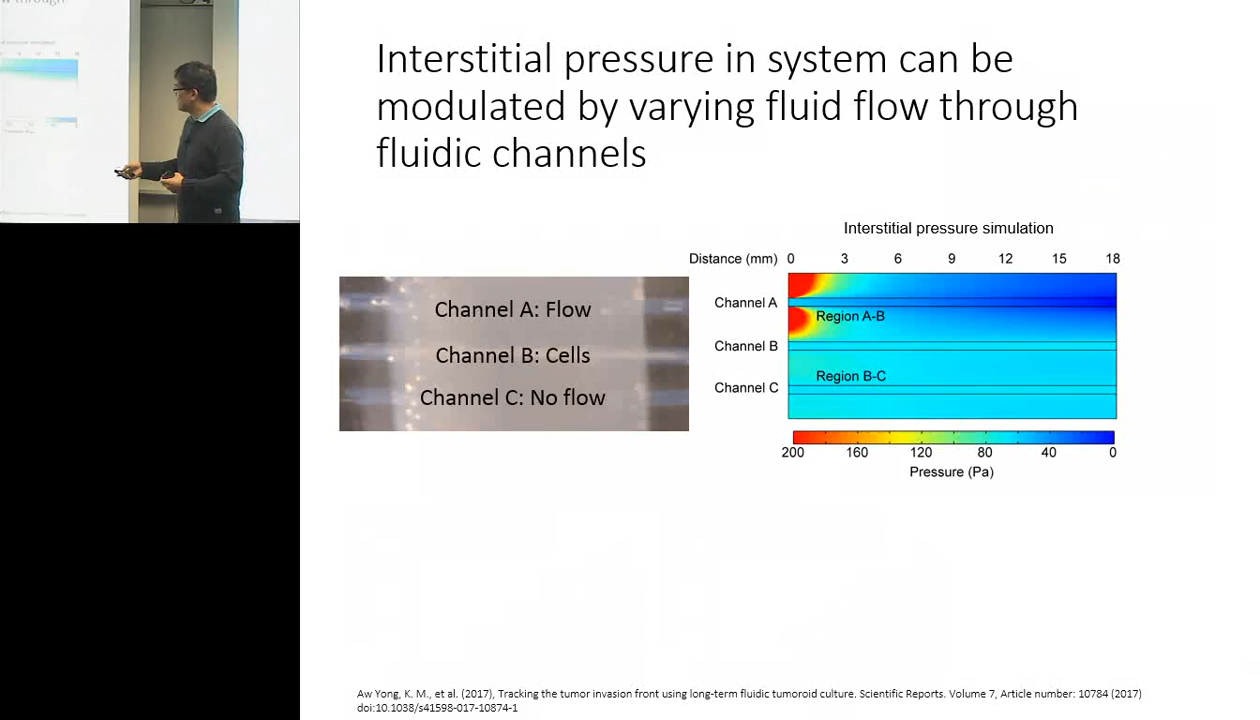 Interstitial pressure in system can be
modulated by varying fluid flow through
fluidic channels
Channel A: Flow
Channel B: Cells
Channel C: No flow
Interstitial pressure simulation
Distance (mm) 0 3 6 9 12 15 18
Channel A
Region A-B
Channel B
Region B-C
Channel C
200 160 120 80 40 0
Pressure (Pa)
Aw Yong, K. M., et al. (2017), Tracking the tumor invasion front using long-term fluidic tumoroid culture. Scientific Reports. Volume 7, Article number: 10784 (2017)
doi:10.1038/s41598-017-10874-1